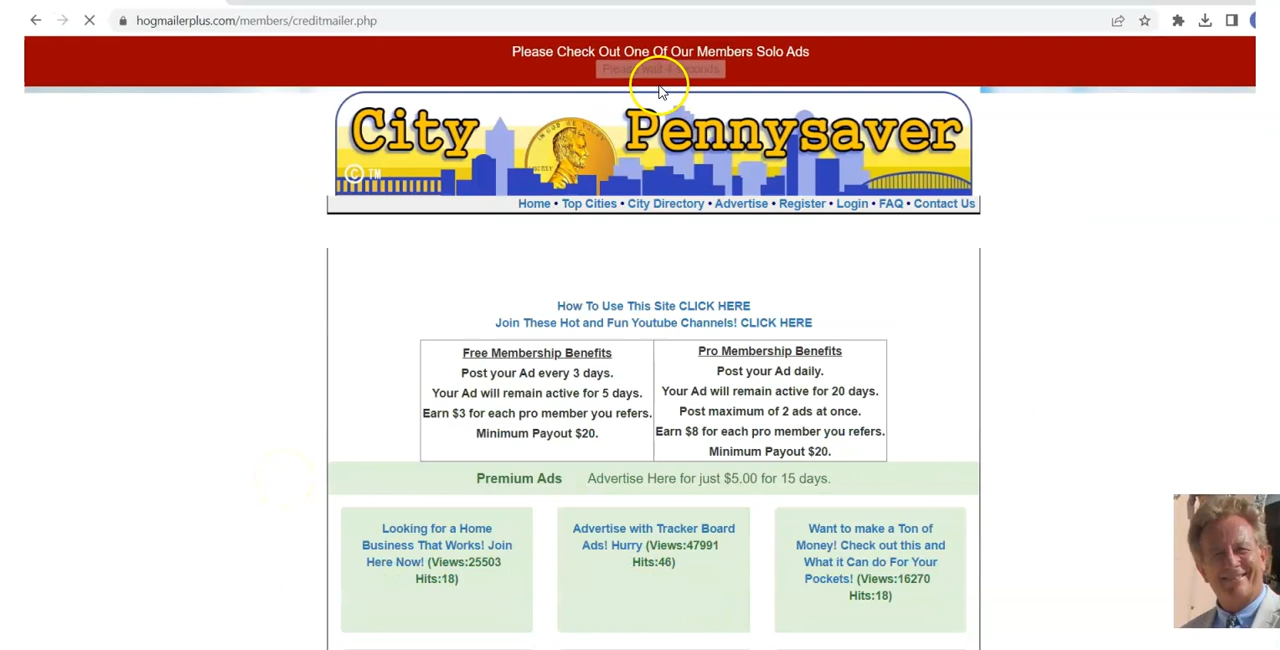 hogmailerplus.com/members/creditmailer.php
Please Check Out One Of Our Members Solo Ads
Please wait 4 seconds
City Pennysaver
© TM
Home • Top Cities • City Directory • Advertise • Register • Login • FAQ • Contact Us
How To Use This Site CLICK HERE
Join These Hot and Fun Youtube Channels! CLICK HERE
Free Membership Benefits
Post your Ad every 3 days.
Your Ad will remain active for 5 days.
Earn $3 for each pro member you refers.
Minimum Payout $20.
Pro Membership Benefits
Post your Ad daily.
Your Ad will remain active for 20 days.
Post maximum of 2 ads at once.
Earn $8 for each pro member you refers.
Minimum Payout $20.
Premium Ads Advertise Here for just $5.00 for 15 days.
Looking for a Home
Business That Works! Join
Here Now! (Views:25503
Hits:18)
Advertise with Tracker Board
Ads! Hurry (Views:47991
Hits:46)
Want to make a Ton of
Money! Check out this and
What it Can do For Your
Pockets! (Views:16270
Hits:18)